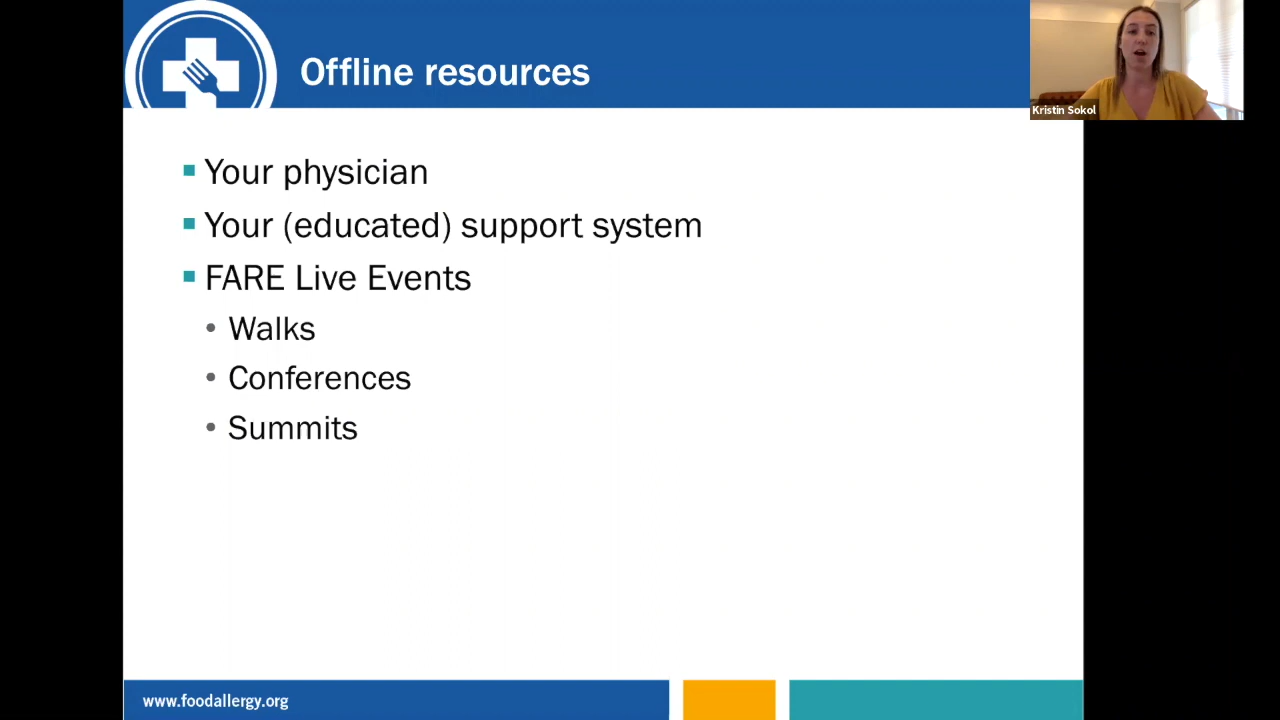 Offline resources
Kristin Sokol
Your physician
Your (educated) support system
FARE Live Events
Walks
Conferences
Summits
www.foodallergy.org